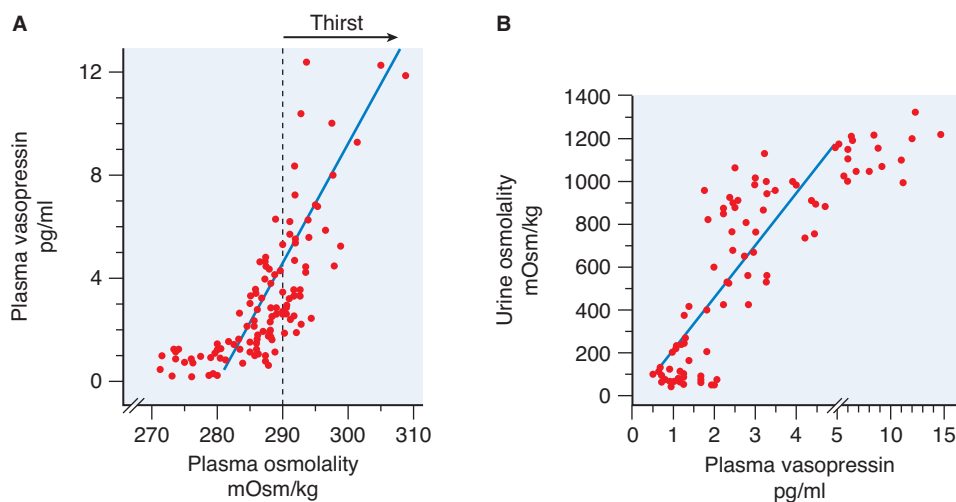 A
Thirst
Plasma vasopressin
pg/ml
12
8
4
0
270 280 290 300 310
Plasma osmolality
mOsm/kg
B
Urine osmolality
mOsm/kg
1400
1200
1000
800
600
400
200
0
0 1 2 3 4 5 10 15
Plasma vasopressin
pg/ml